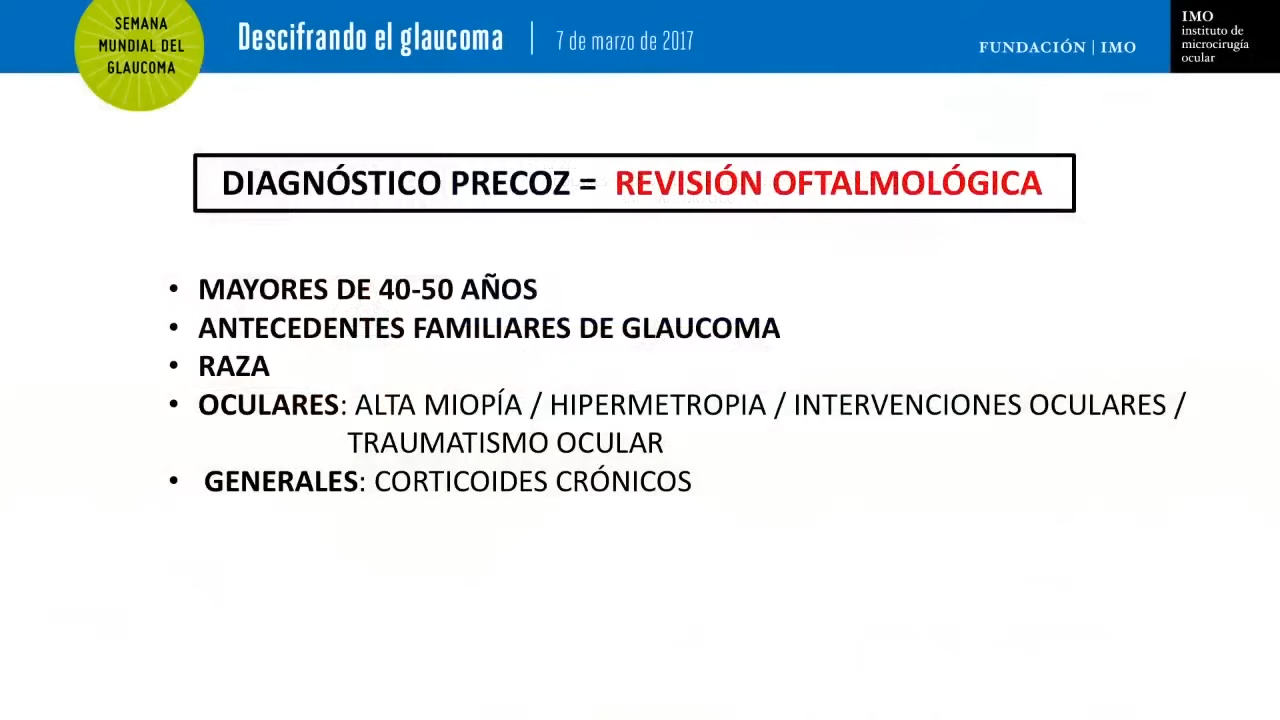 SEMANA
MUNDIAL DEL
GLAUCOMA
Descifrando el glaucoma | 7 de marzo de 2017
FUNDACIÓN | IMO
IMO
instituto de
microcirugía
ocular
DIAGNÓSTICO PRECOZ = REVISIÓN OFTALMOLÓGICA
• MAYORES DE 40-50 AÑOS
• ANTECEDENTES FAMILIARES DE GLAUCOMA
• RAZA
• OCULARES: ALTA MIOPÍA / HIPERMETROPIA / INTERVENCIONES OCULARES /
TRAUMATISMO OCULAR
• GENERALES: CORTICOIDES CRÓNICOS